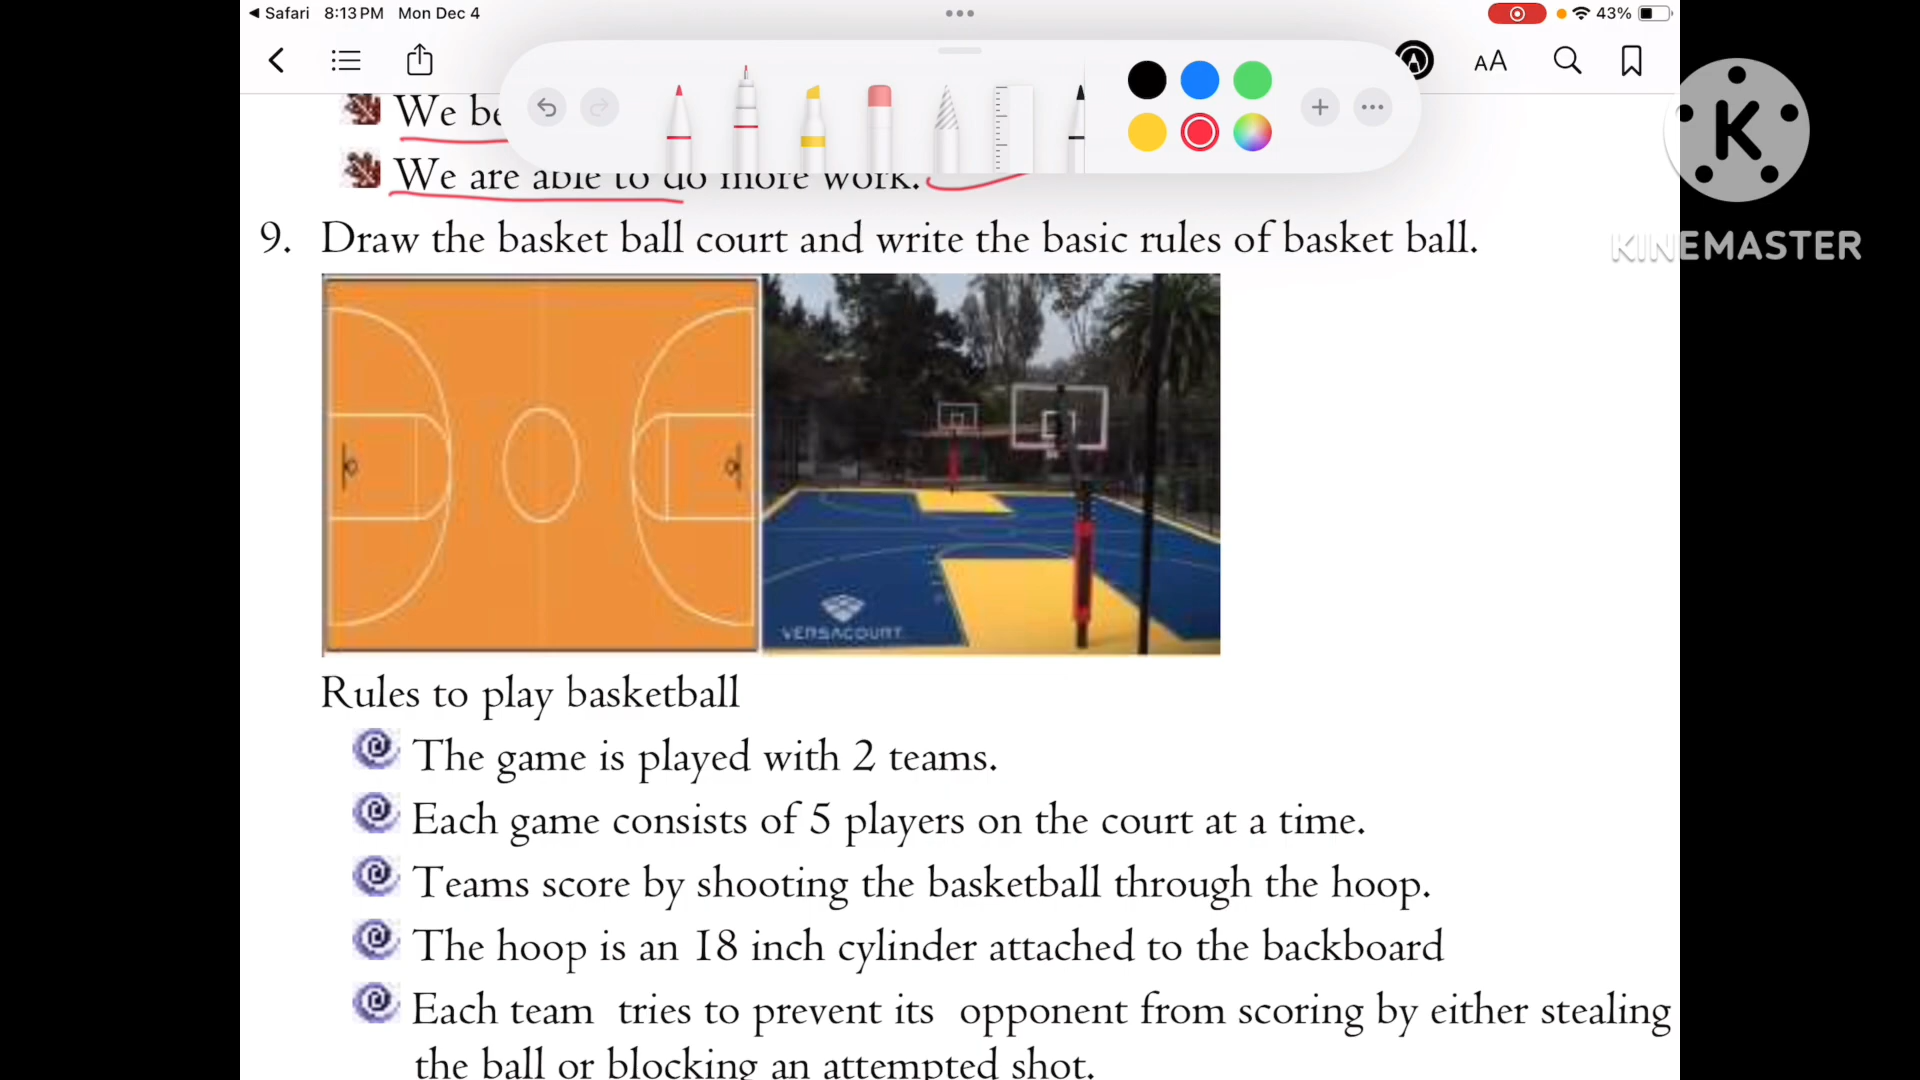 Safari 8:13 PM Mon Dec 4
43%
AA
We be
We are able to do more work.
KINEMASTER
9. Draw the basket ball court and write the basic rules of basket ball.
VERSACOURT
Rules to play basketball
The game is played with 2 teams.
Each game consists of 5 players on the court at a time.
Teams score by shooting the basketball through the hoop.
The hoop is an 18 inch cylinder attached to the backboard
Each team tries to prevent its opponent from scoring by either stealing
the ball or blocking an attempted shot.